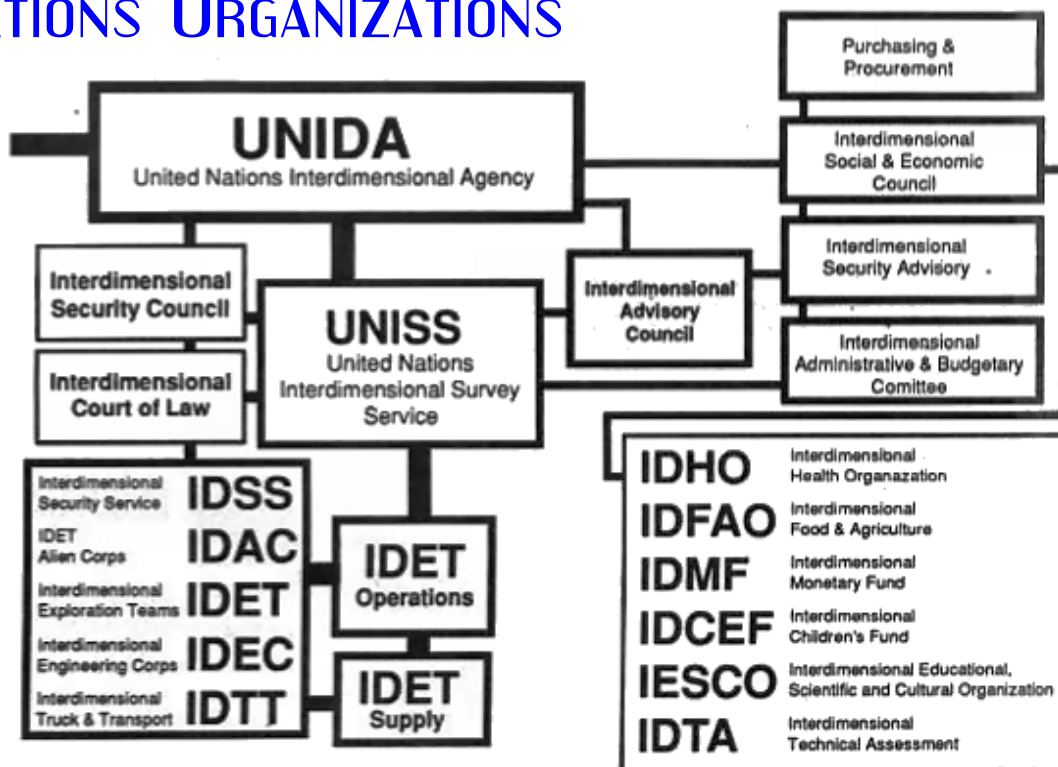 TIONS URGANIZATIONS
Purchasing &
Procurement
UNIDA
United Nations Interdimensional Agency
Interdimensional
Social & Economic
Council
Interdimensional
Security Advisory
Interdimensional
Security Council
UNISS
United Nations
Interdimensional Survey
Service
Interdimensional
Advisory
Council
Interdimensional
Administrative & Budgetary
Comittee
Interdimensional
Court of Law
Interdimensional
Security Service
IDSS
IDET
Alien Corps
IDAC
Interdimensional
Exploration Teams
IDET
Interdimensional
Engineering Corps
IDEC
Interdimensional
Truck & Transport
IDTT
IDET
Operations
IDET
Supply
IDHO
Interdimensional
Health Organazation
IDFAO
Interdimensional
Food & Agriculture
IDMF
Interdimensional
Monetary Fund
IDCEF
Interdimensional
Children's Fund
IESCO
Interdimensional Educational,
Scientific and Cultural Organization
IDTA
Interdimensional
Technical Assessment